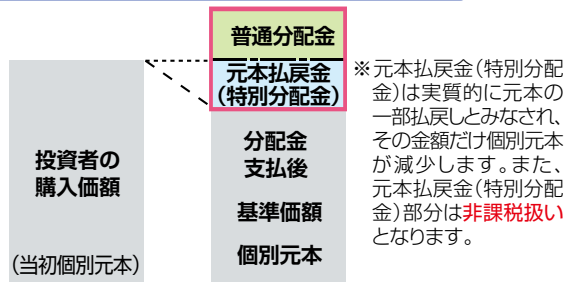 普通分配金
元本払戻金
(特別分配金)
投資者の
購入価額
(当初個別元本)
分配金
支払後
基準価額
個別元本
※元本払戻金(特別分配
金)は実質的に元本の
一部払戻しとみなされ、
その金額だけ個別元本
が減少します。また、
元本払戻金(特別分配
金)部分は非課税扱い
となります。